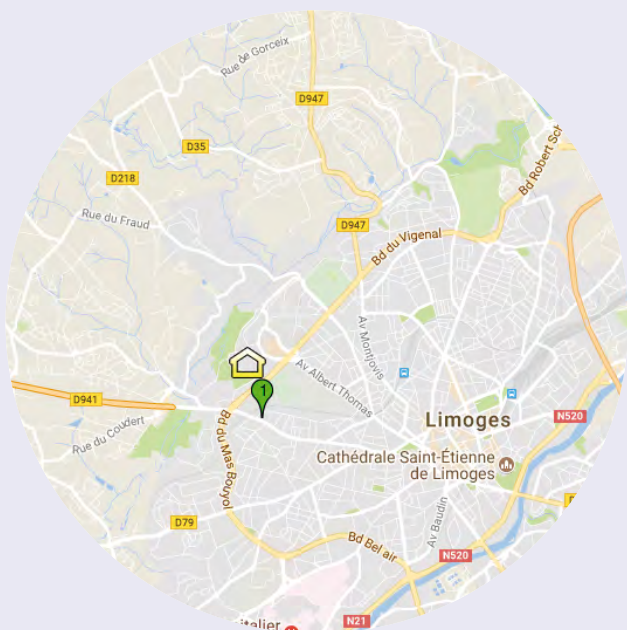 Rue de Gorceix
D947
D35
D218
Rue du Fraud
D947
Bd Robert Sch
Bd du Vigenal
Av Montjovis
Av Albert Thomas
1
D941
Rue du Coudert
Bd du Mas Bouyol
Limoges
N520
Cathédrale Saint-Étienne
de Limoges
D79
Av Baudin
Bd Bel air
N520
N21
italier